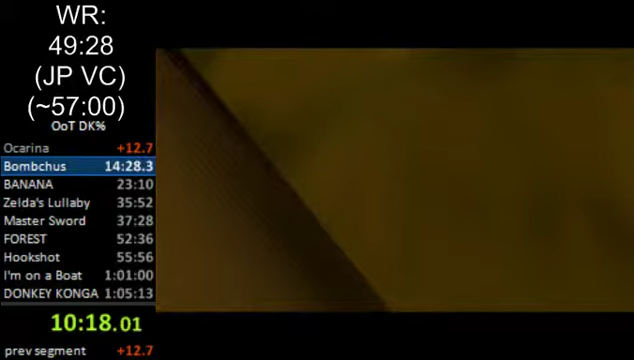 WR:
49:28
(JP VC)
(~57:00)
OoT DK%
Ocarina +12.7
Bombchus 14:28.3
BANANA 23:10
Zelda's Lullaby 35:52
Master Sword 37:28
FOREST 52:36
Hookshot 55:56
I'm on a Boat 1:01:00
DONKEY KONGA 1:05:13
10:18.01
prev segment +12.7